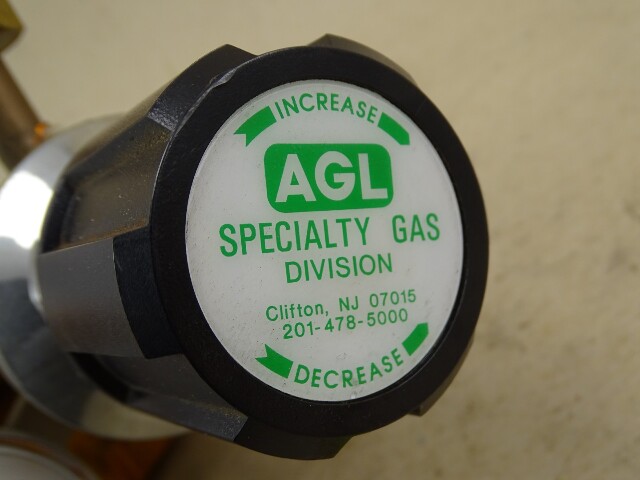 INCREASE
AGL
SPECIALTY GAS
DIVISION
Clifton, NJ 07015
201-478-5000
DECREASE